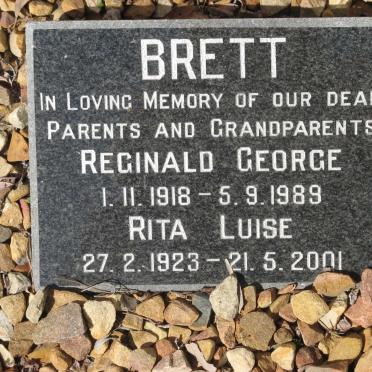 BRETT
IN LOVING MEMORY OF OUR DEAR
PARENTS AND GRANDPARENTS
REGINALD GEORGE
1.11.1918 - 5.9.1989
RITA LUISE
27.2.1923 - 21.5.2001